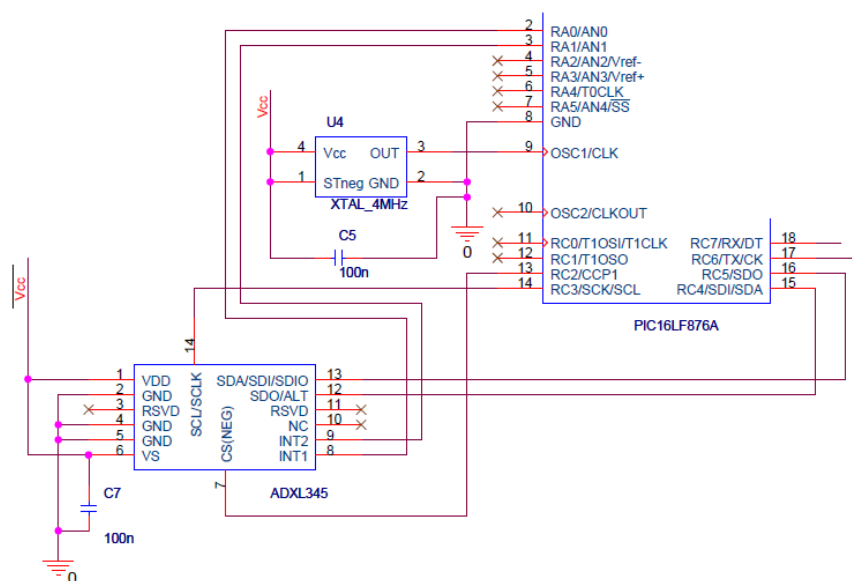 2 RA0/AN0
3 RA1/AN1
4 RA2/AN2/Vref-
5 RA3/AN3/Vref+
6 RA4/T0CLK
7 RA5/AN4/SS
8 GND
Vcc
U4
4 Vcc OUT 3
1 STneg GND 2
XTAL_4MHz
9 OSC1/CLK
10 OSC2/CLKOUT
0
C5
100n
11 RC0/T1OSI/T1CLK RC7/RX/DT 18
12 RC1/T1OSO RC6/TX/CK 17
13 RC2/CCP1 RC5/SDO 16
14 RC3/SCK/SCL RC4/SDI/SDA 15
PIC16LF876A
Vcc
14
1 VDD SDA/SDI/SDIO 13
2 GND SDO/ALT 12
3 RSVD RSVD 11
4 GND NC 10
5 GND INT2 9
6 VS INT1 8
SCL/SCLK
CS(NEG)
7
ADXL345
C7
100n
0